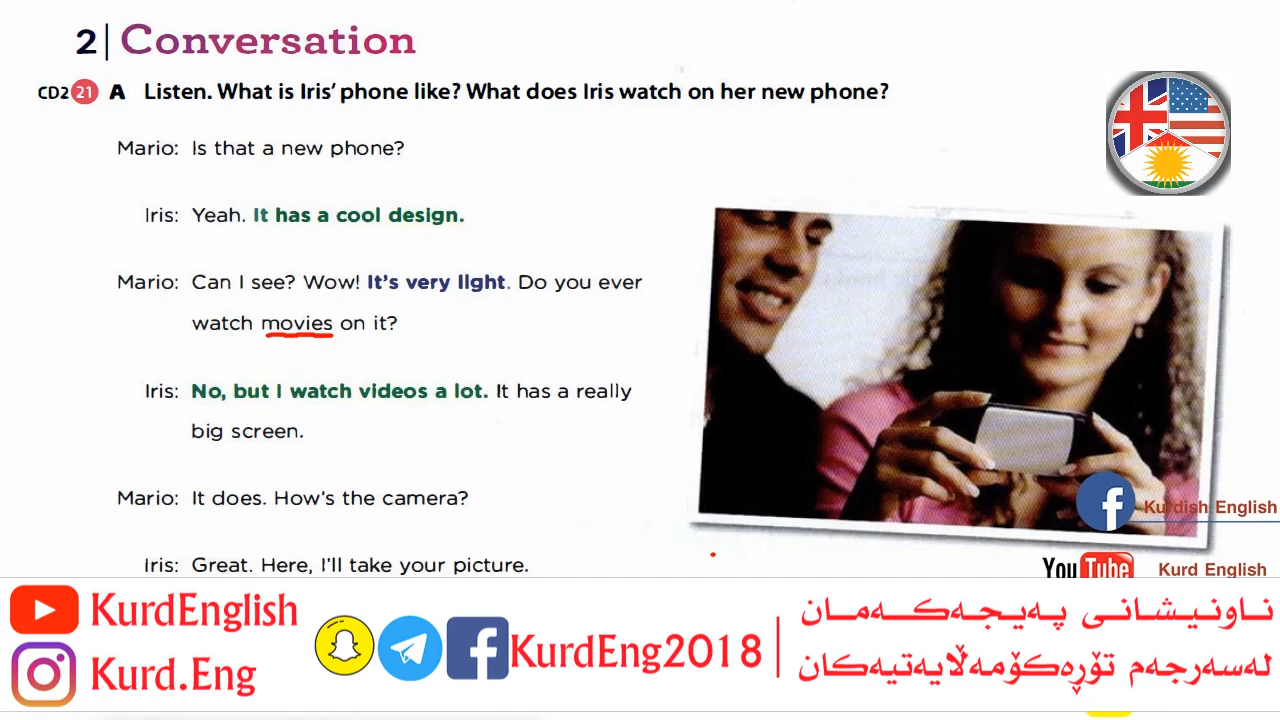 2 | Conversation
CD2 21 A Listen. What is Iris' phone like? What does Iris watch on her new phone?
Mario: Is that a new phone?
Iris: Yeah. It has a cool design.
Mario: Can I see? Wow! It's very light. Do you ever
watch movies on it?
Iris: No, but I watch videos a lot. It has a really
big screen.
Mario: It does. How's the camera?
Iris: Great. Here, I'll take your picture.
Kurdish English
YouTube Kurd English
KurdEnglish
Kurd.Eng
KurdEng2018
ناونیشانی پەیجەکەمان
لەسەرجەم تۆڕەکۆمەڵایەتیەکان